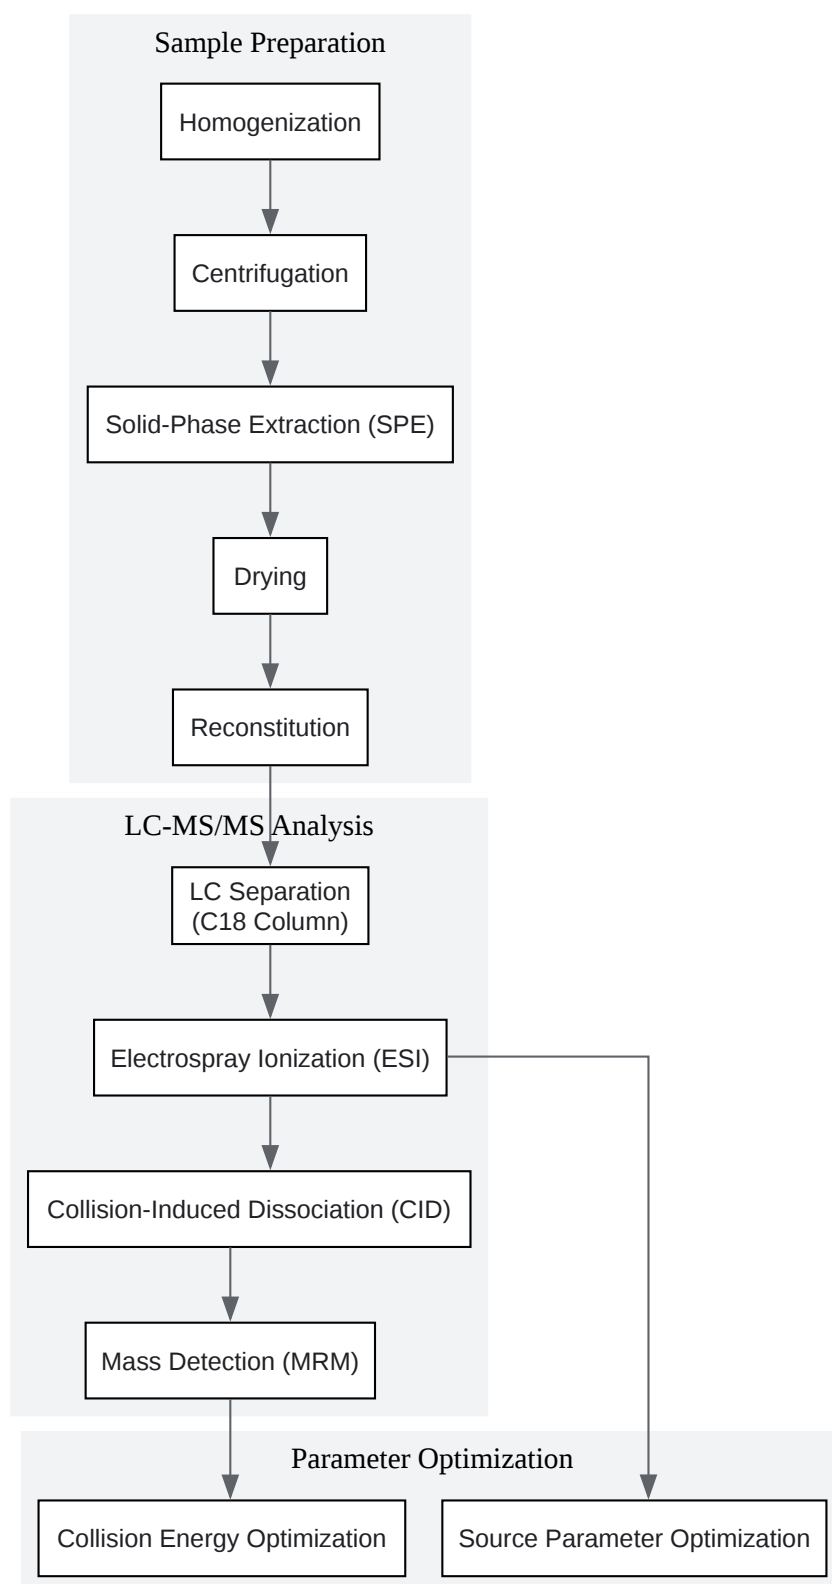 Sample Preparation
Homogenization
Centrifugation
Solid-Phase Extraction (SPE)
Drying
Reconstitution
LC-MS/MS Analysis
LC Separation
(C18 Column)
Electrospray Ionization (ESI)
Collision-Induced Dissociation (CID)
Mass Detection (MRM)
Parameter Optimization
Collision Energy Optimization
Source Parameter Optimization